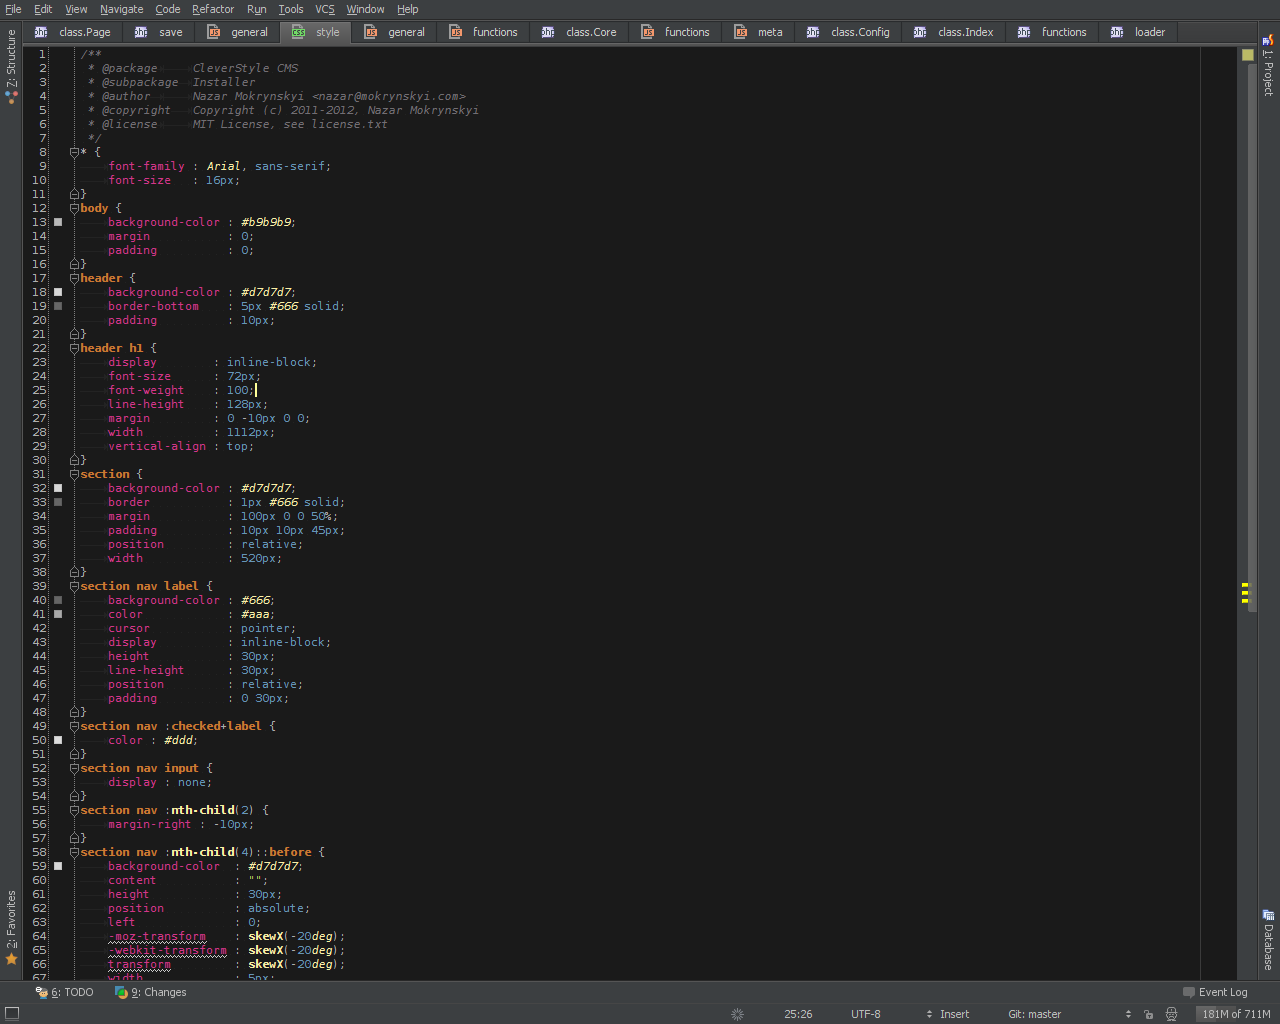 File Edit View Navigate Code Refactor Run Tools VCS Window Help
class.Page save general style general functions class.Core functions meta class.Config class.Index functions loader
Z: Structure
1: Project
1 /**
2 * @package CleverStyle CMS
3 * @subpackage Installer
4 * @author Nazar Mokrynskyi <nazar@mokrynskyi.com>
5 * @copyright Copyright (c) 2011-2012, Nazar Mokrynskyi
6 * @license MIT License, see license.txt
7 */
8 * {
9 font-family : Arial, sans-serif;
10 font-size : 16px;
11 }
12 body {
13 background-color : #b9b9b9;
14 margin : 0;
15 padding : 0;
16 }
17 header {
18 background-color : #d7d7d7;
19 border-bottom : 5px #666 solid;
20 padding : 10px;
21 }
22 header h1 {
23 display : inline-block;
24 font-size : 72px;
25 font-weight : 100;
26 line-height : 128px;
27 margin : 0 -10px 0 0;
28 width : 1112px;
29 vertical-align : top;
30 }
31 section {
32 background-color : #d7d7d7;
33 border : 1px #666 solid;
34 margin : 100px 0 0 50%;
35 padding : 10px 10px 45px;
36 position : relative;
37 width : 520px;
38 }
39 section nav label {
40 background-color : #666;
41 color : #aaa;
42 cursor : pointer;
43 display : inline-block;
44 height : 30px;
45 line-height : 30px;
46 position : relative;
47 padding : 0 30px;
48 }
49 section nav :checked+label {
50 color : #ddd;
51 }
52 section nav input {
53 display : none;
54 }
55 section nav :nth-child(2) {
56 margin-right : -10px;
57 }
58 section nav :nth-child(4)::before {
59 background-color : #d7d7d7;
60 content : "";
61 height : 30px;
62 position : absolute;
63 left : 0;
64 -moz-transform : skewX(-20deg);
65 -webkit-transform : skewX(-20deg);
66 transform : skewX(-20deg);
67 width : 5px;
2: Favorites
Database
6: TODO 9: Changes Event Log
25:26 UTF-8 Insert Git: master 181M of 711M